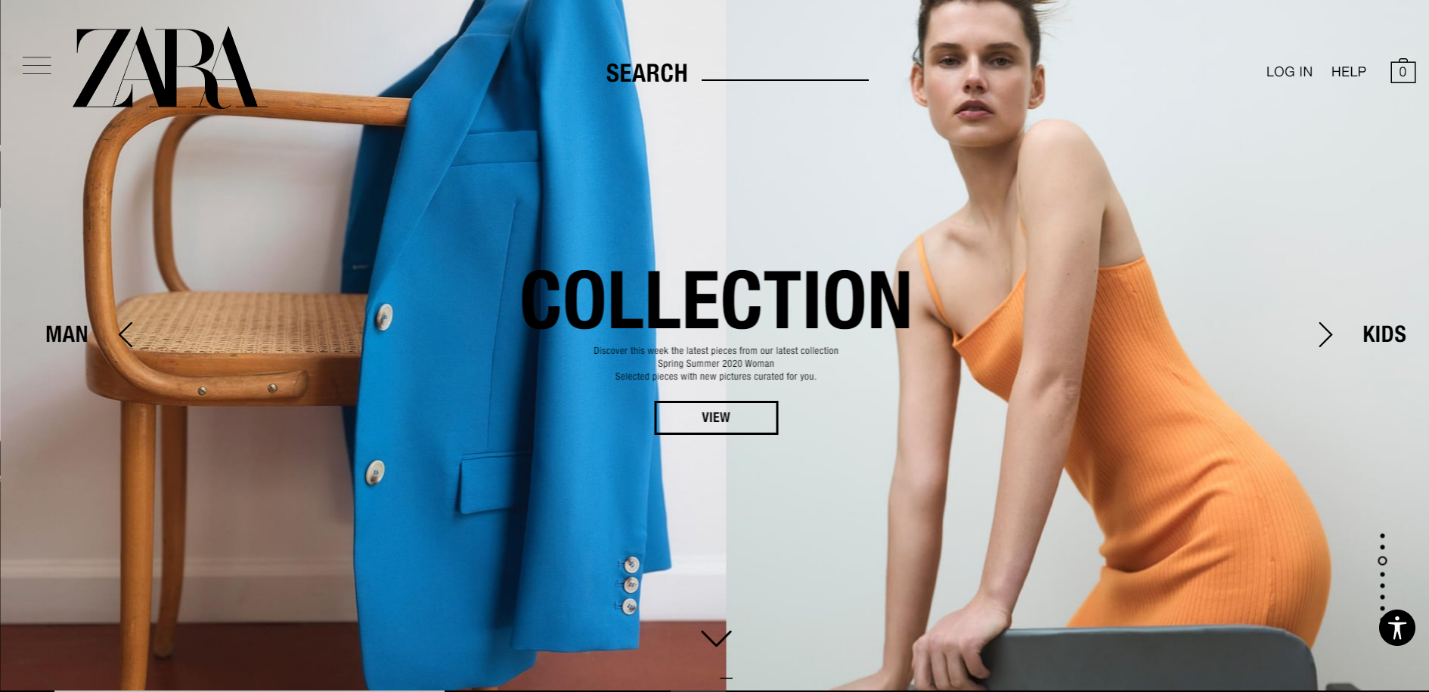 ZARA
SEARCH
LOG IN
HELP
0
COLLECTION
MAN
KIDS
Discover this week the latest pieces from our latest collection
Spring Summer 2020 Woman
Selected pieces with new pictures curated for you.
VIEW